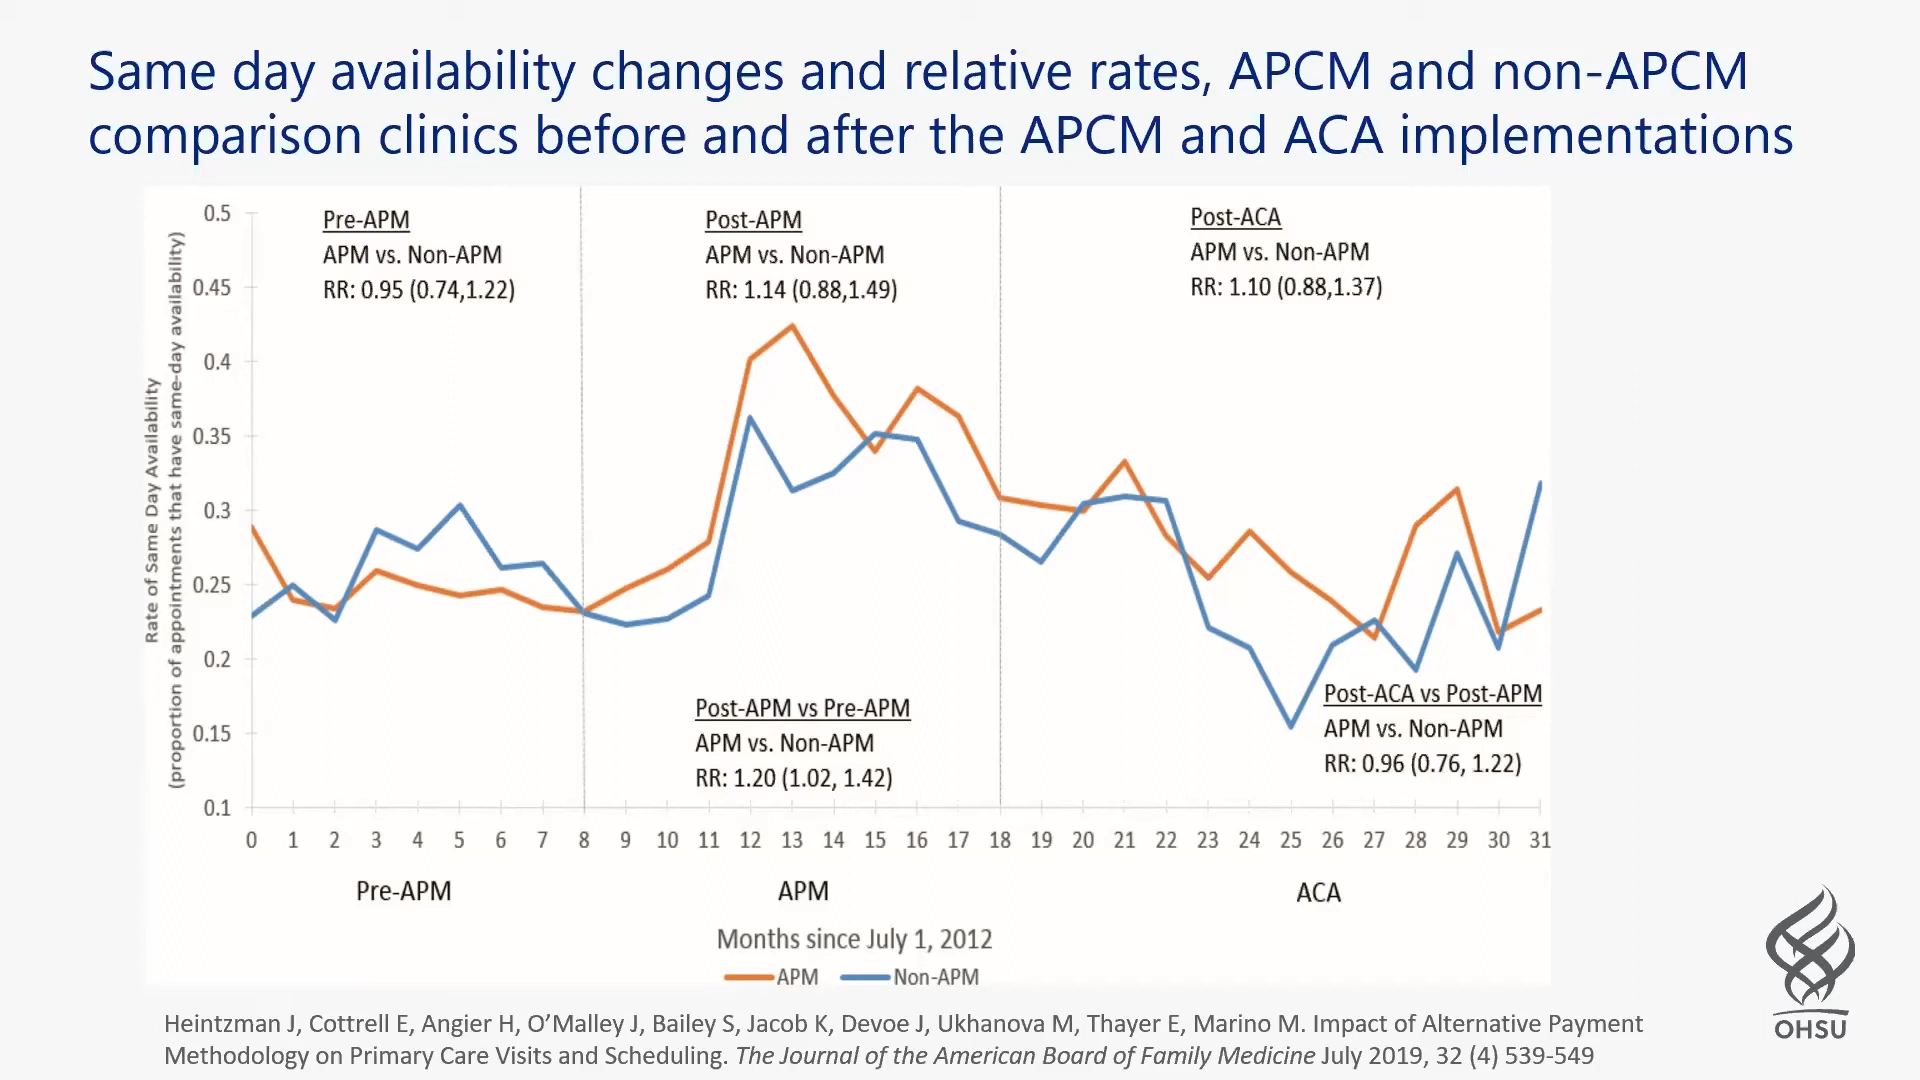 Same day availability changes and relative rates, APCM and non-APCM
comparison clinics before and after the APCM and ACA implementations
Rate of Same Day Availability
(proportion of appointments that have same-day availability)
0.5
0.45
0.4
0.35
0.3
0.25
0.2
0.15
0.1
Pre-APM
APM vs. Non-APM
RR: 0.95 (0.74,1.22)
Post-APM
APM vs. Non-APM
RR: 1.14 (0.88,1.49)
Post-ACA
APM vs. Non-APM
RR: 1.10 (0.88,1.37)
Post-APM vs Pre-APM
APM vs. Non-APM
RR: 1.20 (1.02, 1.42)
Post-ACA vs Post-APM
APM vs. Non-APM
RR: 0.96 (0.76, 1.22)
0 1 2 3 4 5 6 7 8 9 10 11 12 13 14 15 16 17 18 19 20 21 22 23 24 25 26 27 28 29 30 31
Pre-APM APM ACA
Months since July 1, 2012
APM Non-APM
Heintzman J, Cottrell E, Angier H, O’Malley J, Bailey S, Jacob K, Devoe J, Ukhanova M, Thayer E, Marino M. Impact of Alternative Payment
Methodology on Primary Care Visits and Scheduling. The Journal of the American Board of Family Medicine July 2019, 32 (4) 539-549
OHSU